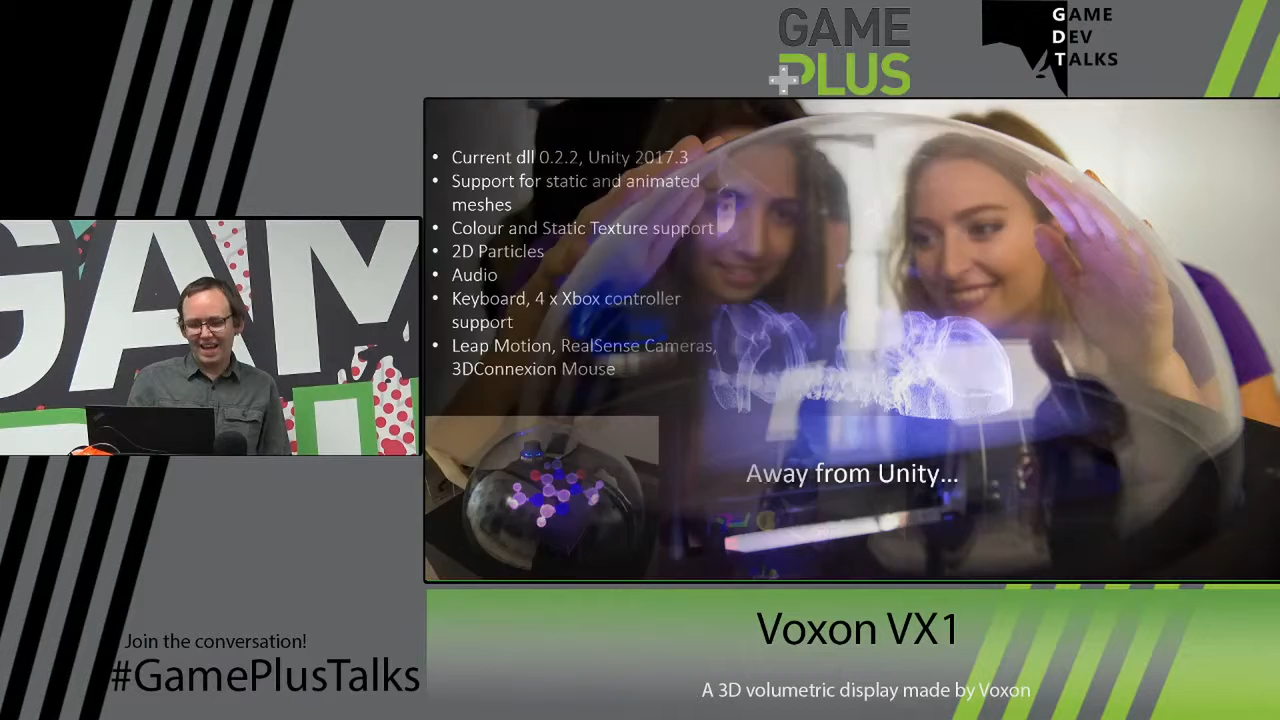 GAME
PLUS
GAME
DEV
TALKS
• Current dll 0.2.2, Unity 2017.3
• Support for static and animated
meshes
• Colour and Static Texture support
• 2D Particles
• Audio
• Keyboard, 4 x Xbox controller
support
• Leap Motion, RealSense Cameras,
3DConnexion Mouse
Away from Unity...
GAM
Join the conversation!
#GamePlusTalks
Voxon VX1
A 3D volumetric display made by Voxon